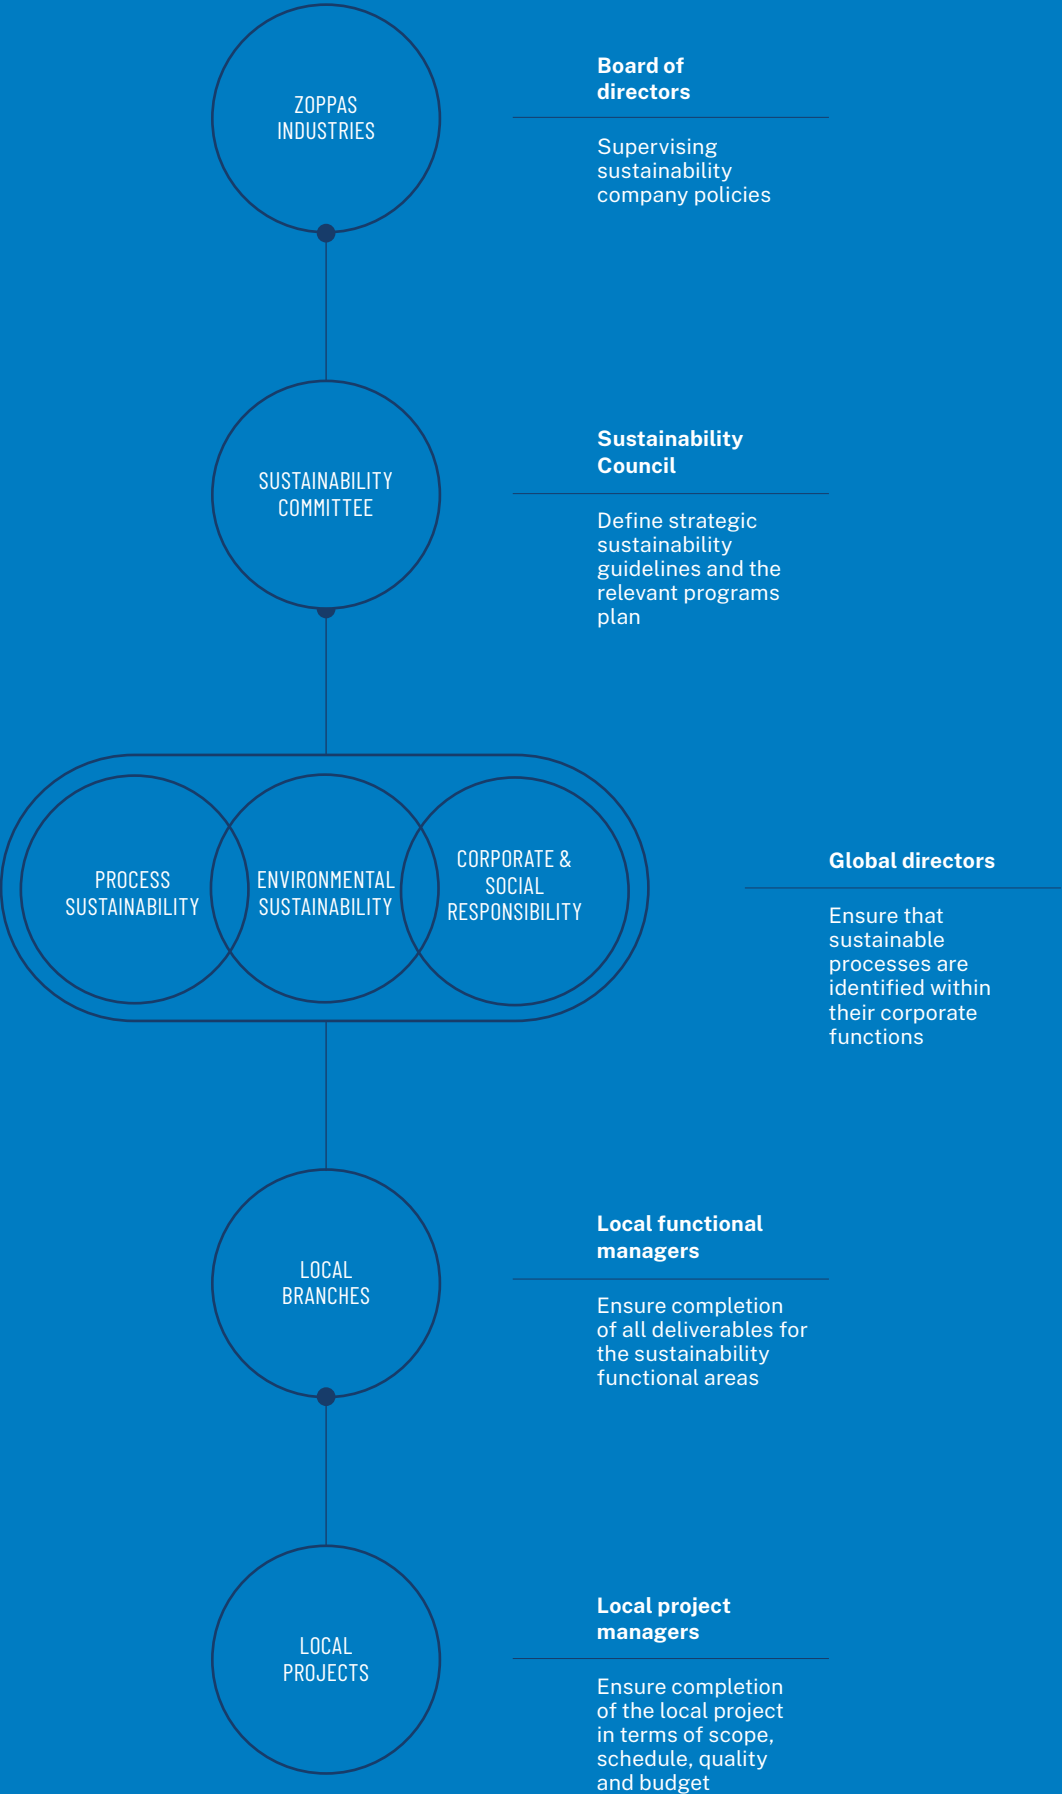 ZOPPAS
INDUSTRIES
Board of
directors
Supervising
sustainability
company policies
SUSTAINABILITY
COMMITTEE
Sustainability
Council
Define strategic
sustainability
guidelines and the
relevant programs
plan
PROCESS
SUSTAINABILITY
ENVIRONMENTAL
SUSTAINABILITY
CORPORATE &
SOCIAL
RESPONSIBILITY
Global directors
Ensure that
sustainable
processes are
identified within
their corporate
functions
LOCAL
BRANCHES
Local functional
managers
Ensure completion
of all deliverables for
the sustainability
functional areas
LOCAL
PROJECTS
Local project
managers
Ensure completion
of the local project
in terms of scope,
schedule, quality
and budget